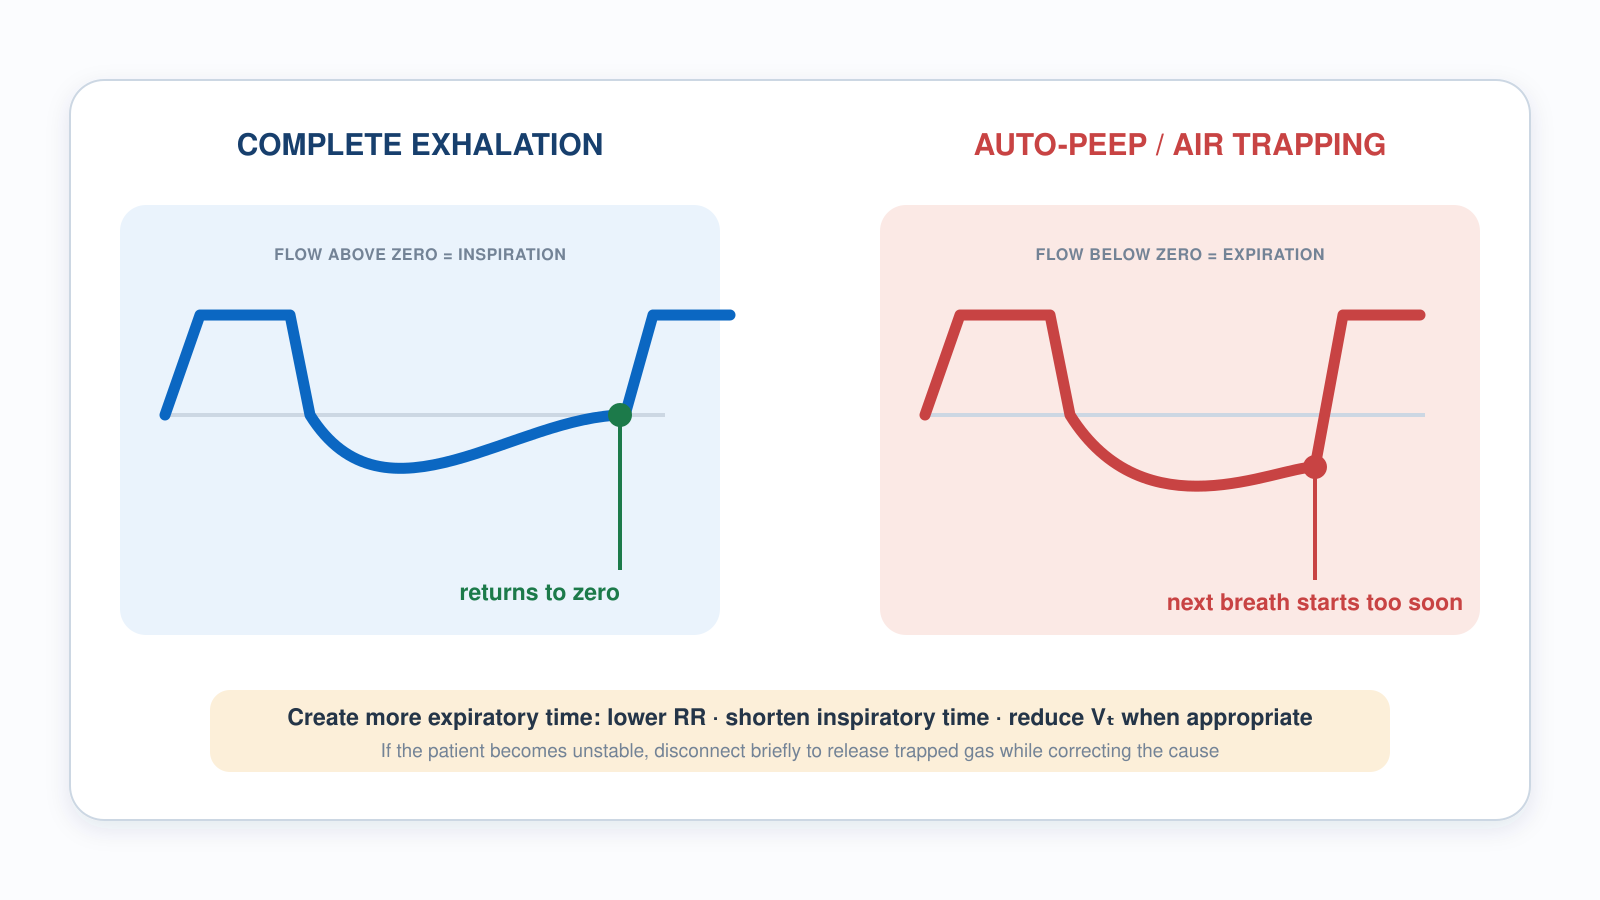 COMPLETE EXHALATION
FLOW ABOVE ZERO = INSPIRATION
returns to zero
AUTO-PEEP / AIR TRAPPING
FLOW BELOW ZERO = EXPIRATION
next breath starts too soon
Create more expiratory time: lower RR · shorten inspiratory time · reduce Vₜ when appropriate
If the patient becomes unstable, disconnect briefly to release trapped gas while correcting the cause